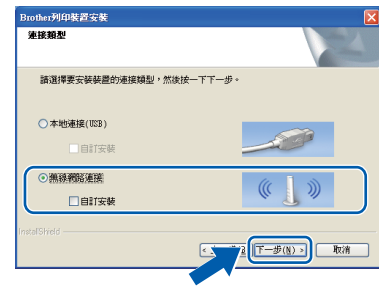 Brother列印裝置安裝
連接類型
請選擇要安裝裝置的連接類型，然後按一下下一步。
本地連接(USB)
自訂安裝
無線網路連接
自訂安裝
InstallShield
下一步(N) >
取消